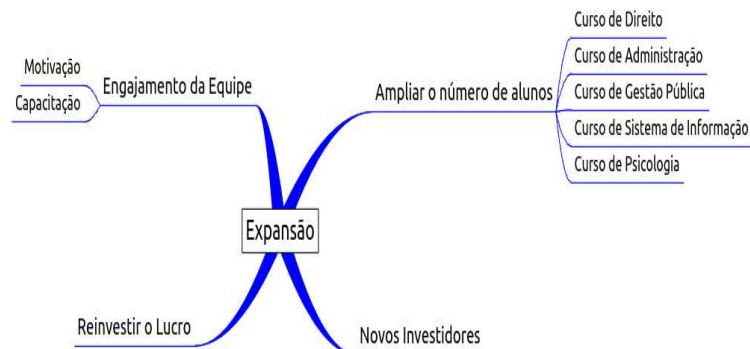 Motivação
Capacitação
Engajamento da Equipe
Ampliar o número de alunos
Curso de Direito
Curso de Administração
Curso de Gestão Pública
Curso de Sistema de Informação
Curso de Psicologia
Expansão
Reinvestir o Lucro
Novos Investidores